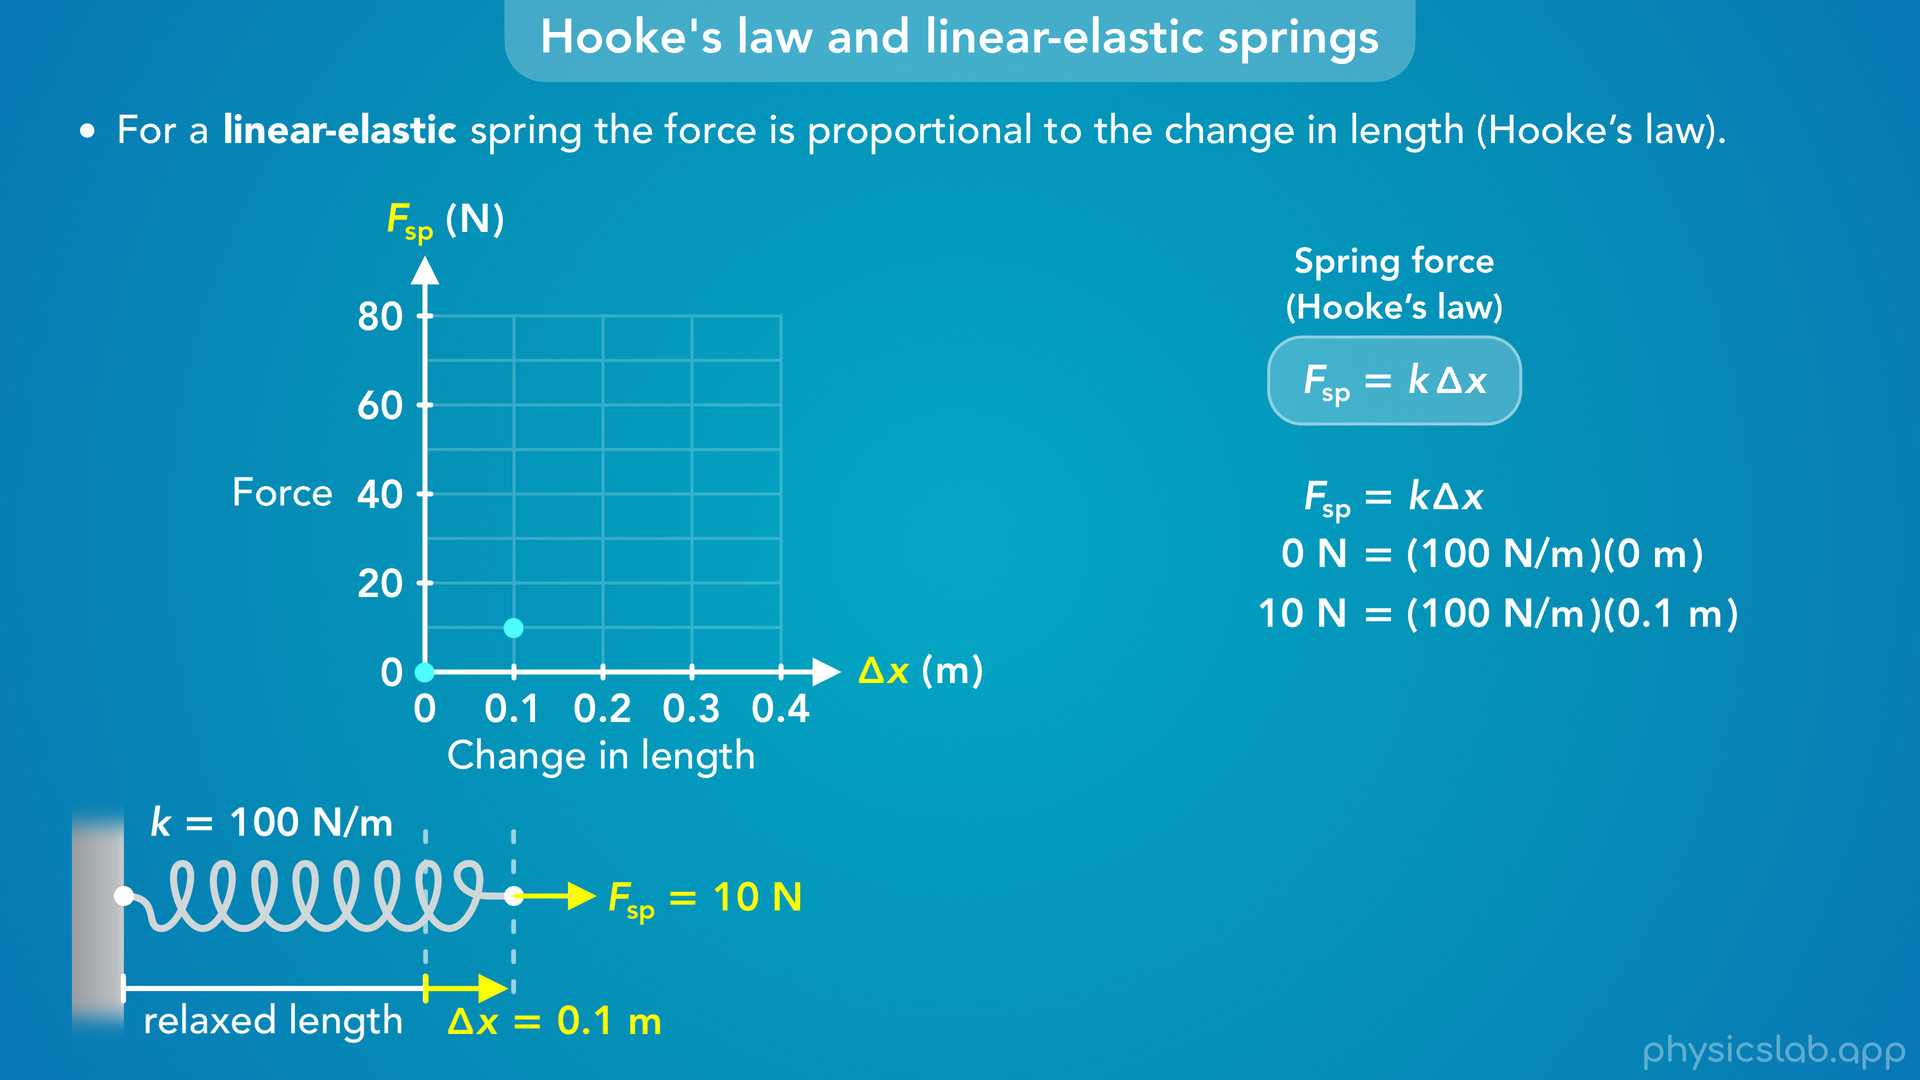 Hooke's law and linear-elastic springs
• For a linear-elastic spring the force is proportional to the change in length (Hooke’s law).
Fsp (N)
80
60
Force 40
20
0
0 0.1 0.2 0.3 0.4
Δx (m)
Change in length
Spring force
(Hooke’s law)
Fsp = kΔx
Fsp = kΔx
0 N = (100 N/m)(0 m)
10 N = (100 N/m)(0.1 m)
k = 100 N/m
Fsp = 10 N
relaxed length
Δx = 0.1 m
physicslab.app